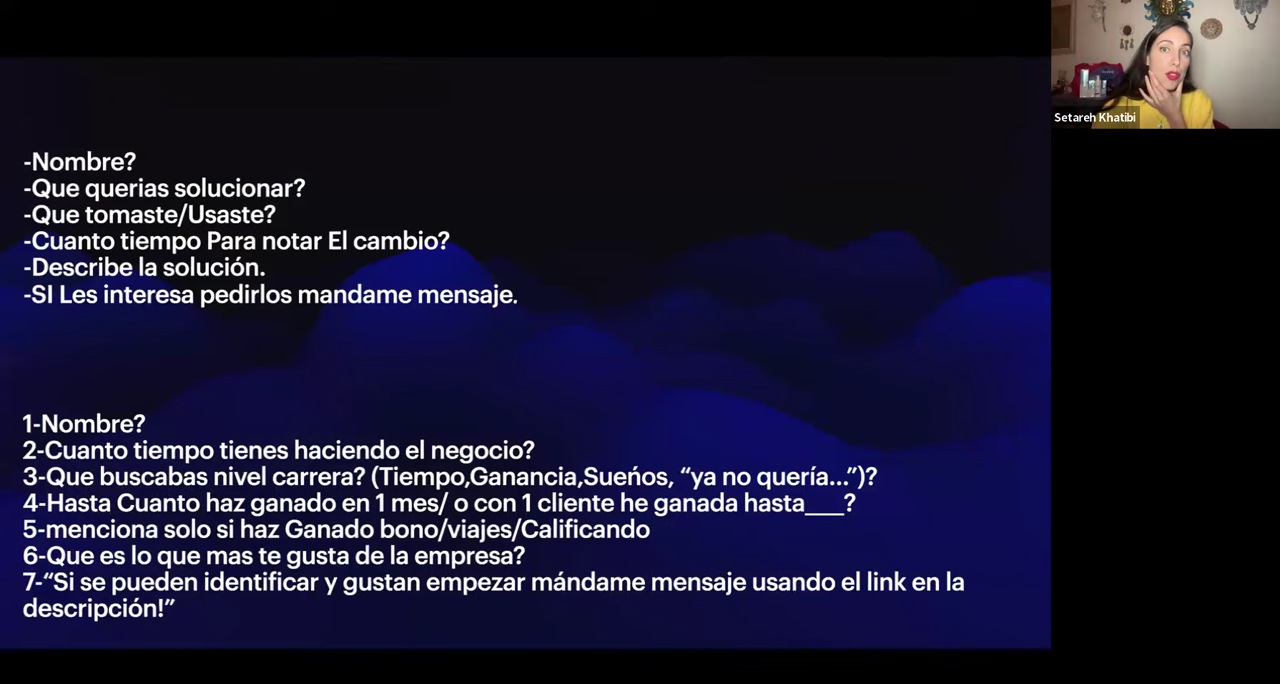 -Nombre?
-Que querias solucionar?
-Que tomaste/Usaste?
-Cuanto tiempo Para notar El cambio?
-Describe la solución.
-SI Les interesa pedirlos mandame mensaje.
1-Nombre?
2-Cuanto tiempo tienes haciendo el negocio?
3-Que buscabas nivel carrera? (Tiempo,Ganancia,Sueńos, “ya no quería...”)?
4-Hasta Cuanto haz ganado en 1 mes/ o con 1 cliente he ganada hasta____?
5-menciona solo si haz Ganado bono/viajes/Calificando
6-Que es lo que mas te gusta de la empresa?
7-“Si se pueden identificar y gustan empezar mándame mensaje usando el link en la
descripción!”
Setareh Khatibi